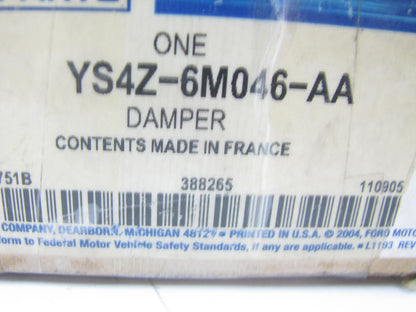 ONE
YS4Z-6M046-AA
DAMPER
CONTENTS MADE IN FRANCE
751B 388265 110905
COMPANY, DEARBORN, MICHIGAN 48121 ● PRINTED IN U.S.A. © 2004, FORD MOTO
form to Federal Motor Vehicle Safety Standards, if any are applicable. ● L1193 REV